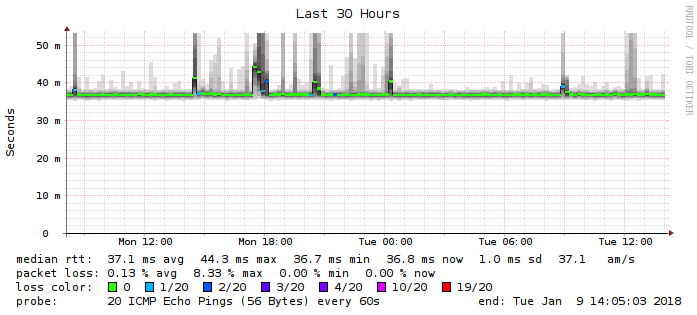 Last 30 Hours
RRDTOOL / TOBI OETIKER
Seconds
50 m
40 m
30 m
20 m
10 m
0
Mon 12:00 Mon 18:00 Tue 00:00 Tue 06:00 Tue 12:00
median rtt: 37.1 ms avg 44.3 ms max 36.7 ms min 36.8 ms now 1.0 ms sd 37.1 am/s
packet loss: 0.13 % avg 8.33 % max 0.00 % min 0.00 % now
loss color: 0 1/20 2/20 3/20 4/20 10/20 19/20
probe: 20 ICMP Echo Pings (56 Bytes) every 60s end: Tue Jan 9 14:05:03 2018